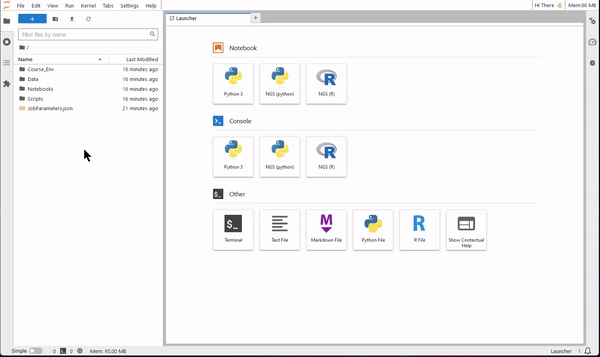 File Edit View Run Kernel Tabs Settings Help
Hi There
Mem:96 MB
+
Launcher
+
Filter files by name
/
Name
Last Modified
Course_Env 16 minutes ago
Data 16 minutes ago
Notebooks 16 minutes ago
Scripts 16 minutes ago
JobParameters.json 21 minutes ago
Notebook
Python 3
NGS (python)
NGS (R)
Console
Python 3
NGS (python)
NGS (R)
$_ Other
$_
M
R
Terminal
Text File
Markdown File
Python File
R File
Show Contextual
Help
Simple
0
0
Mem: 95.00 MB
Launcher
1